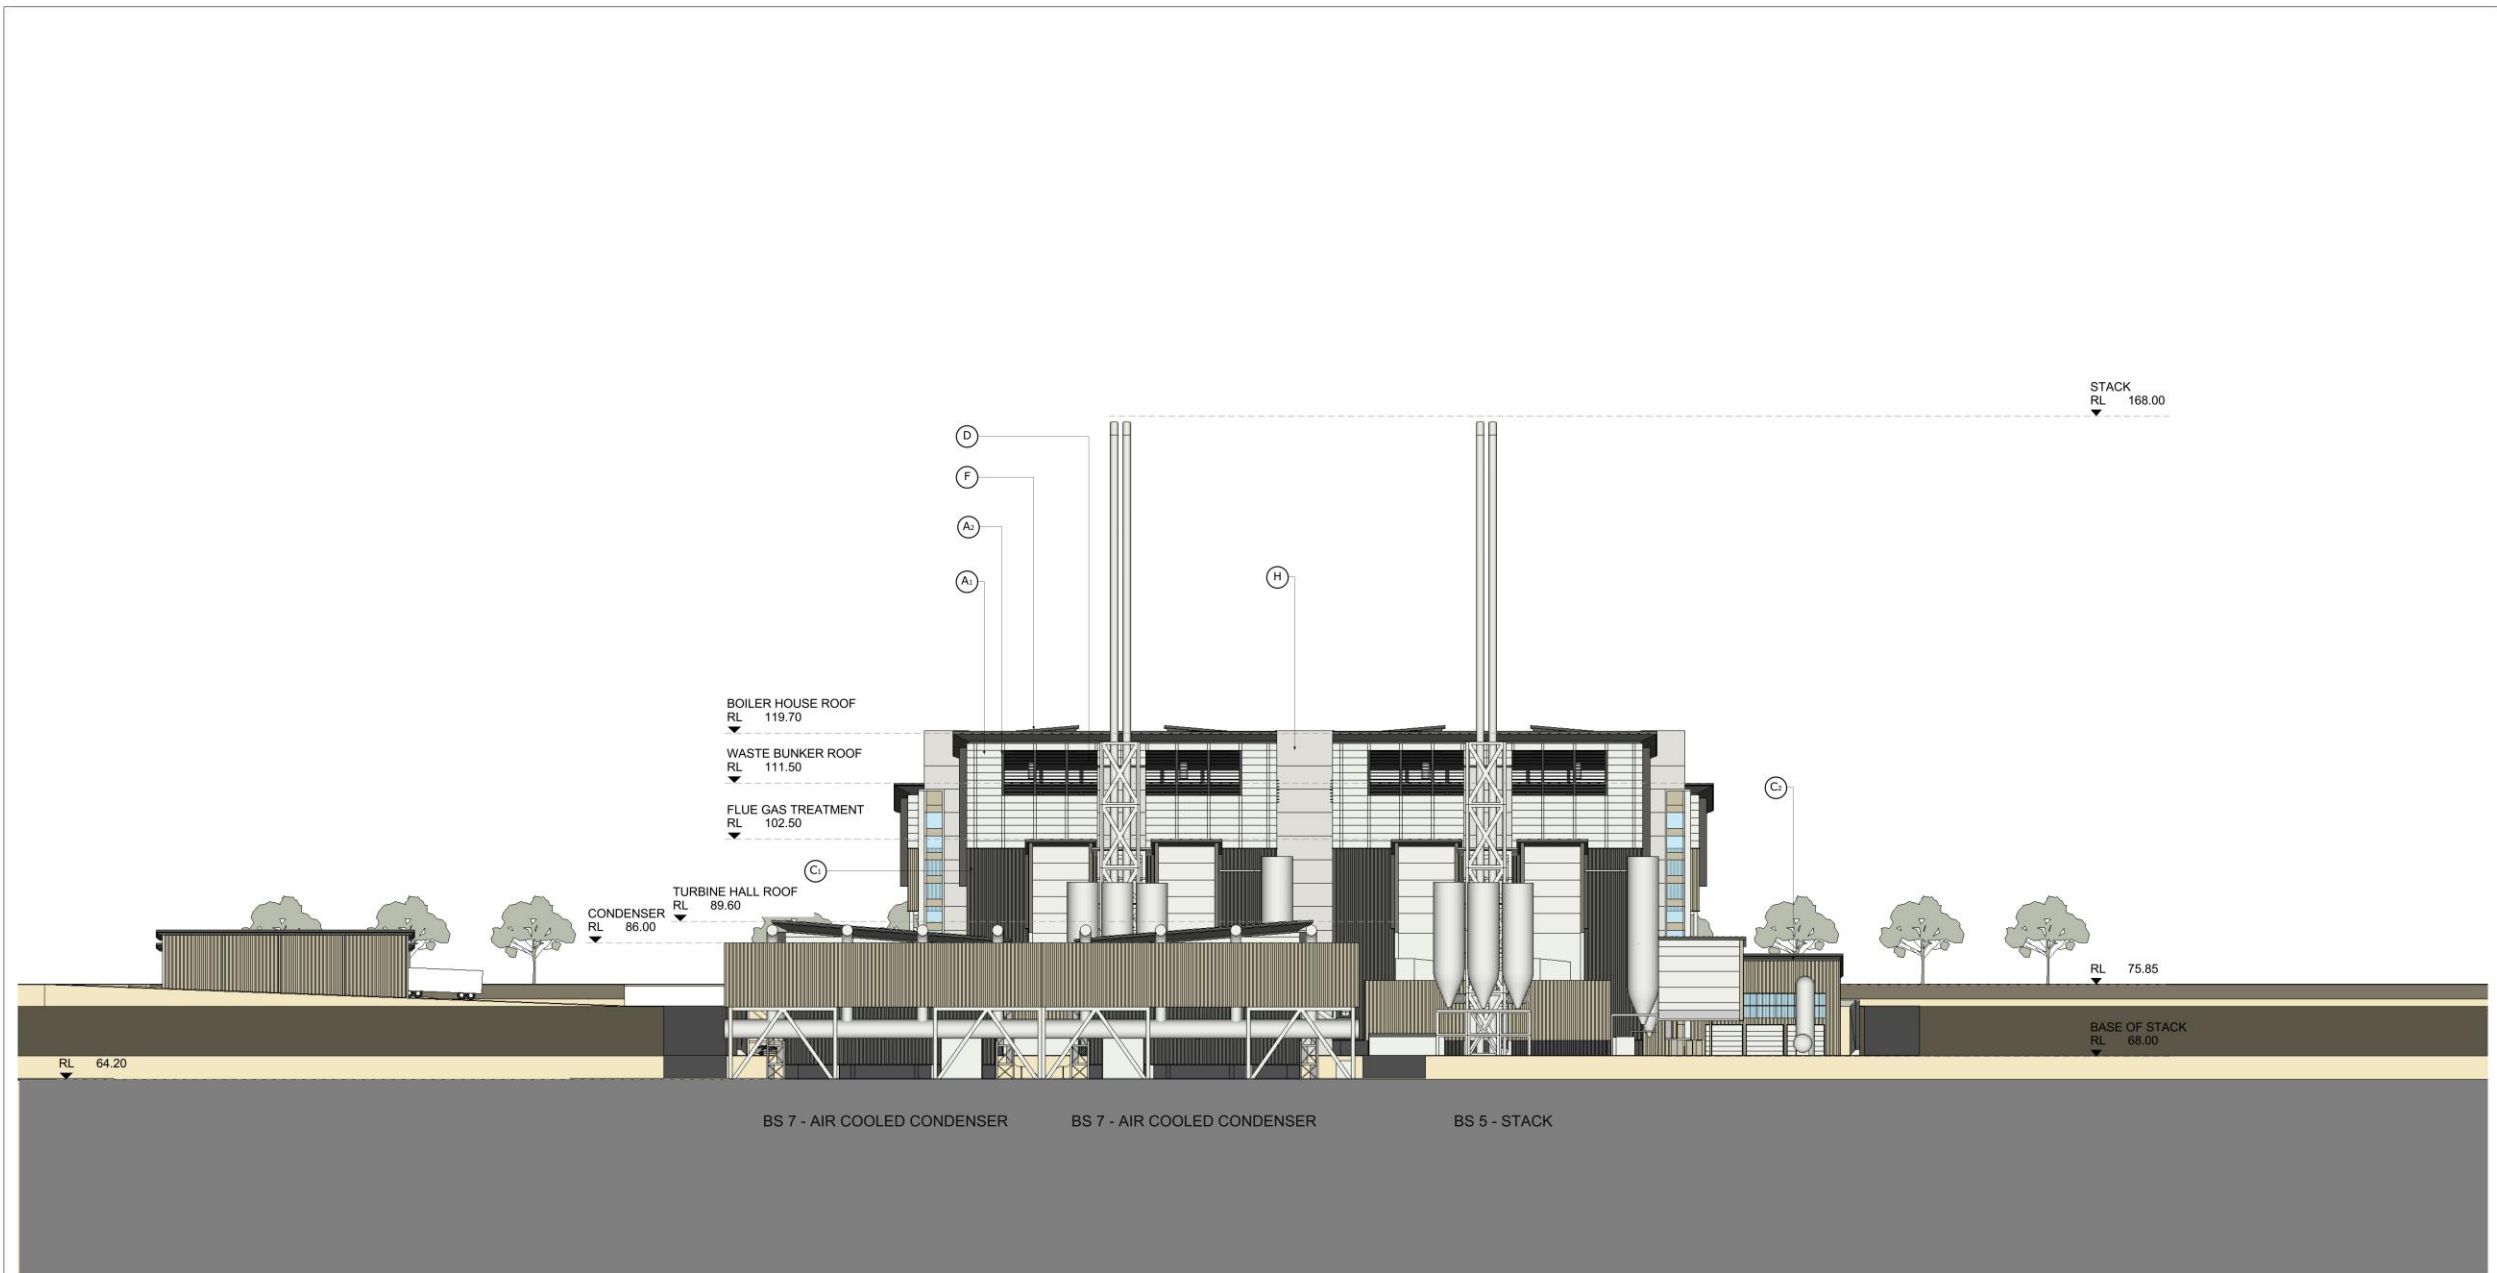 STACK
RL 168.00
D
F
A2
A1
H
BOILER HOUSE ROOF
RL 119.70
WASTE BUNKER ROOF
RL 111.50
C2
FLUE GAS TREATMENT
RL 102.50
C1
TURBINE HALL ROOF
RL 89.60
CONDENSER
RL 86.00
RL 75.85
BASE OF STACK
RL 68.00
RL 64.20
BS 7 - AIR COOLED CONDENSER
BS 7 - AIR COOLED CONDENSER
BS 5 - STACK